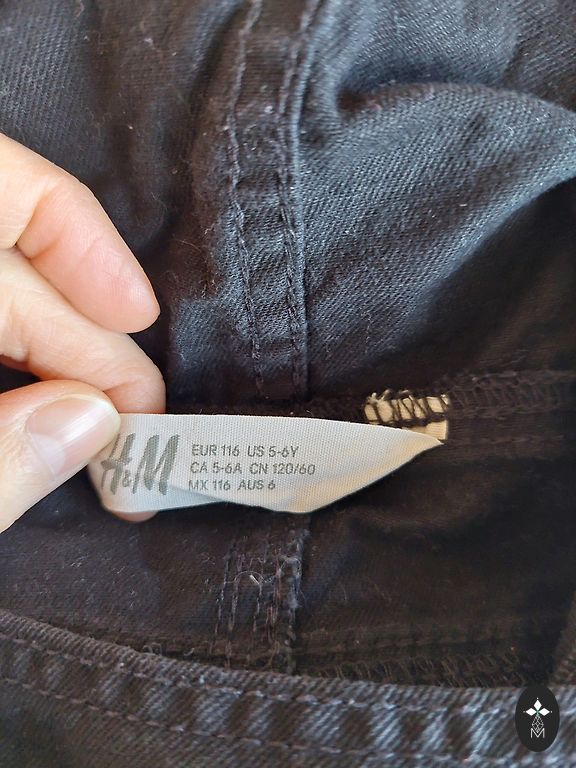 H&M
EUR 116 US 5-6Y
CA 5-6A CN 120/60
MX 116 AUS 6
M